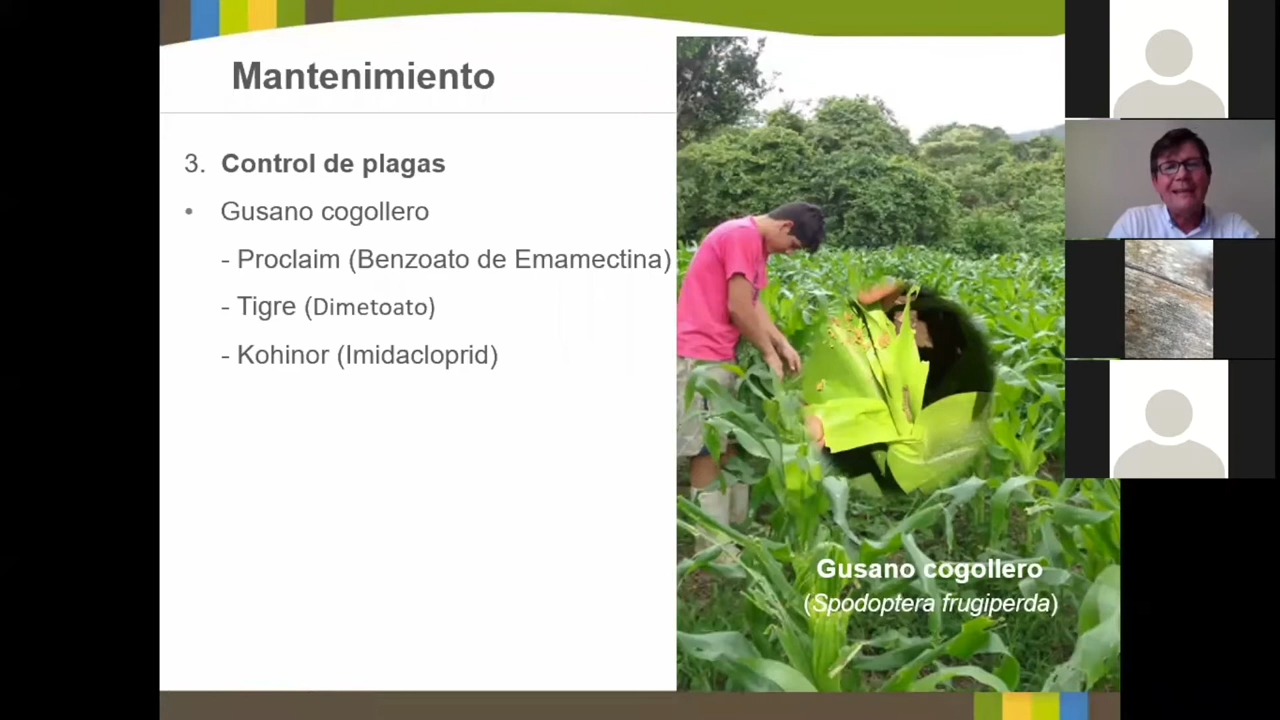 Mantenimiento
3. Control de plagas
• Gusano cogollero
- Proclaim (Benzoato de Emamectina)
- Tigre (Dimetoato)
- Kohinor (Imidacloprid)
Gusano cogollero
(Spodoptera frugiperda)